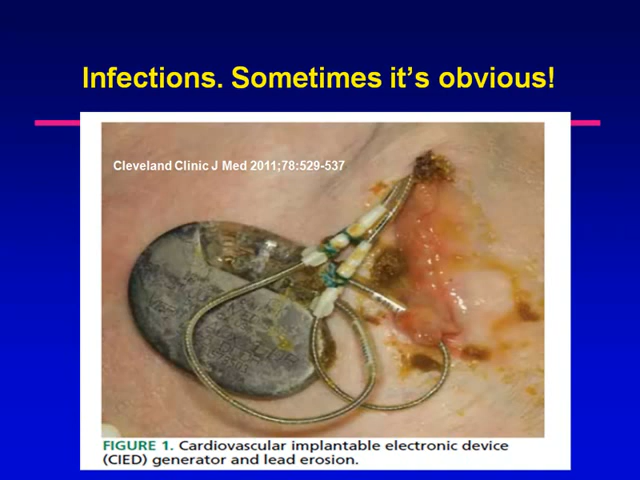 Infections. Sometimes it's obvious!
Cleveland Clinic J Med 2011;78:529-537
FIGURE 1. Cardiovascular implantable electronic device
(CIED) generator and lead erosion.